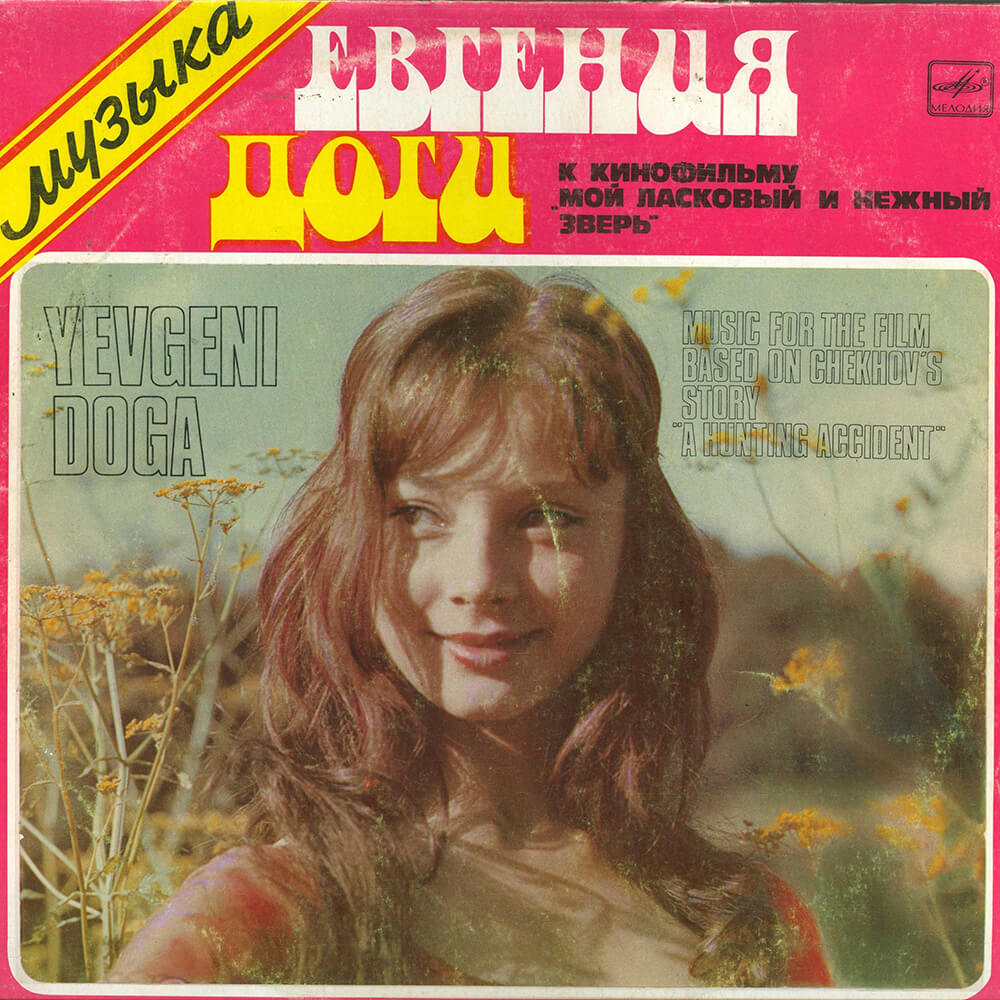 музыка
ЕВГЕНИЯ
ДОГИ
К КИНОФИЛЬМУ
"МОЙ ЛАСКОВЫЙ И НЕЖНЫЙ
ЗВЕРЬ"
МЕЛОДИЯ
YEVGENI
DOGA
MUSIC FOR THE FILM
BASED ON CHEKHOV'S
STORY
"A HUNTING ACCIDENT"